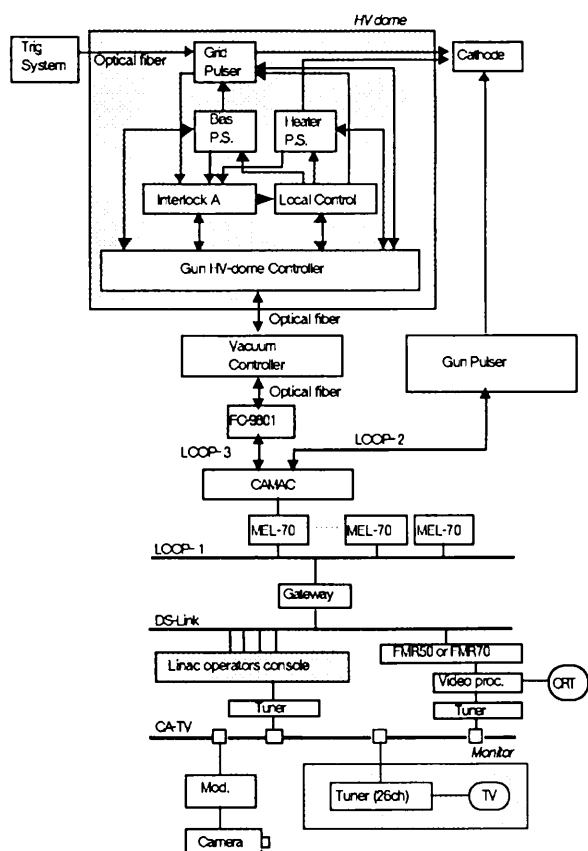 HV dome
Trig
System
Optical fiber
Grid
Pulser
Cathode
Bias
P.S.
Heater
P.S.
Interlock A
Local Control
Gun HV-dome Controller
Optical fiber
Vacuum
Controller
Gun Pulser
Optical fiber
FC-9801
LOOP-2
LOOP-3
CAMAC
MEL-70
MEL-70
MEL-70
LOOP-1
Gateway
DS-Link
FMR50 or FMR70
Linac operators console
Video proc.
CRT
Tuner
Tuner
CA-TV
Monitor
Mod.
Tuner (26ch)
TV
Camera